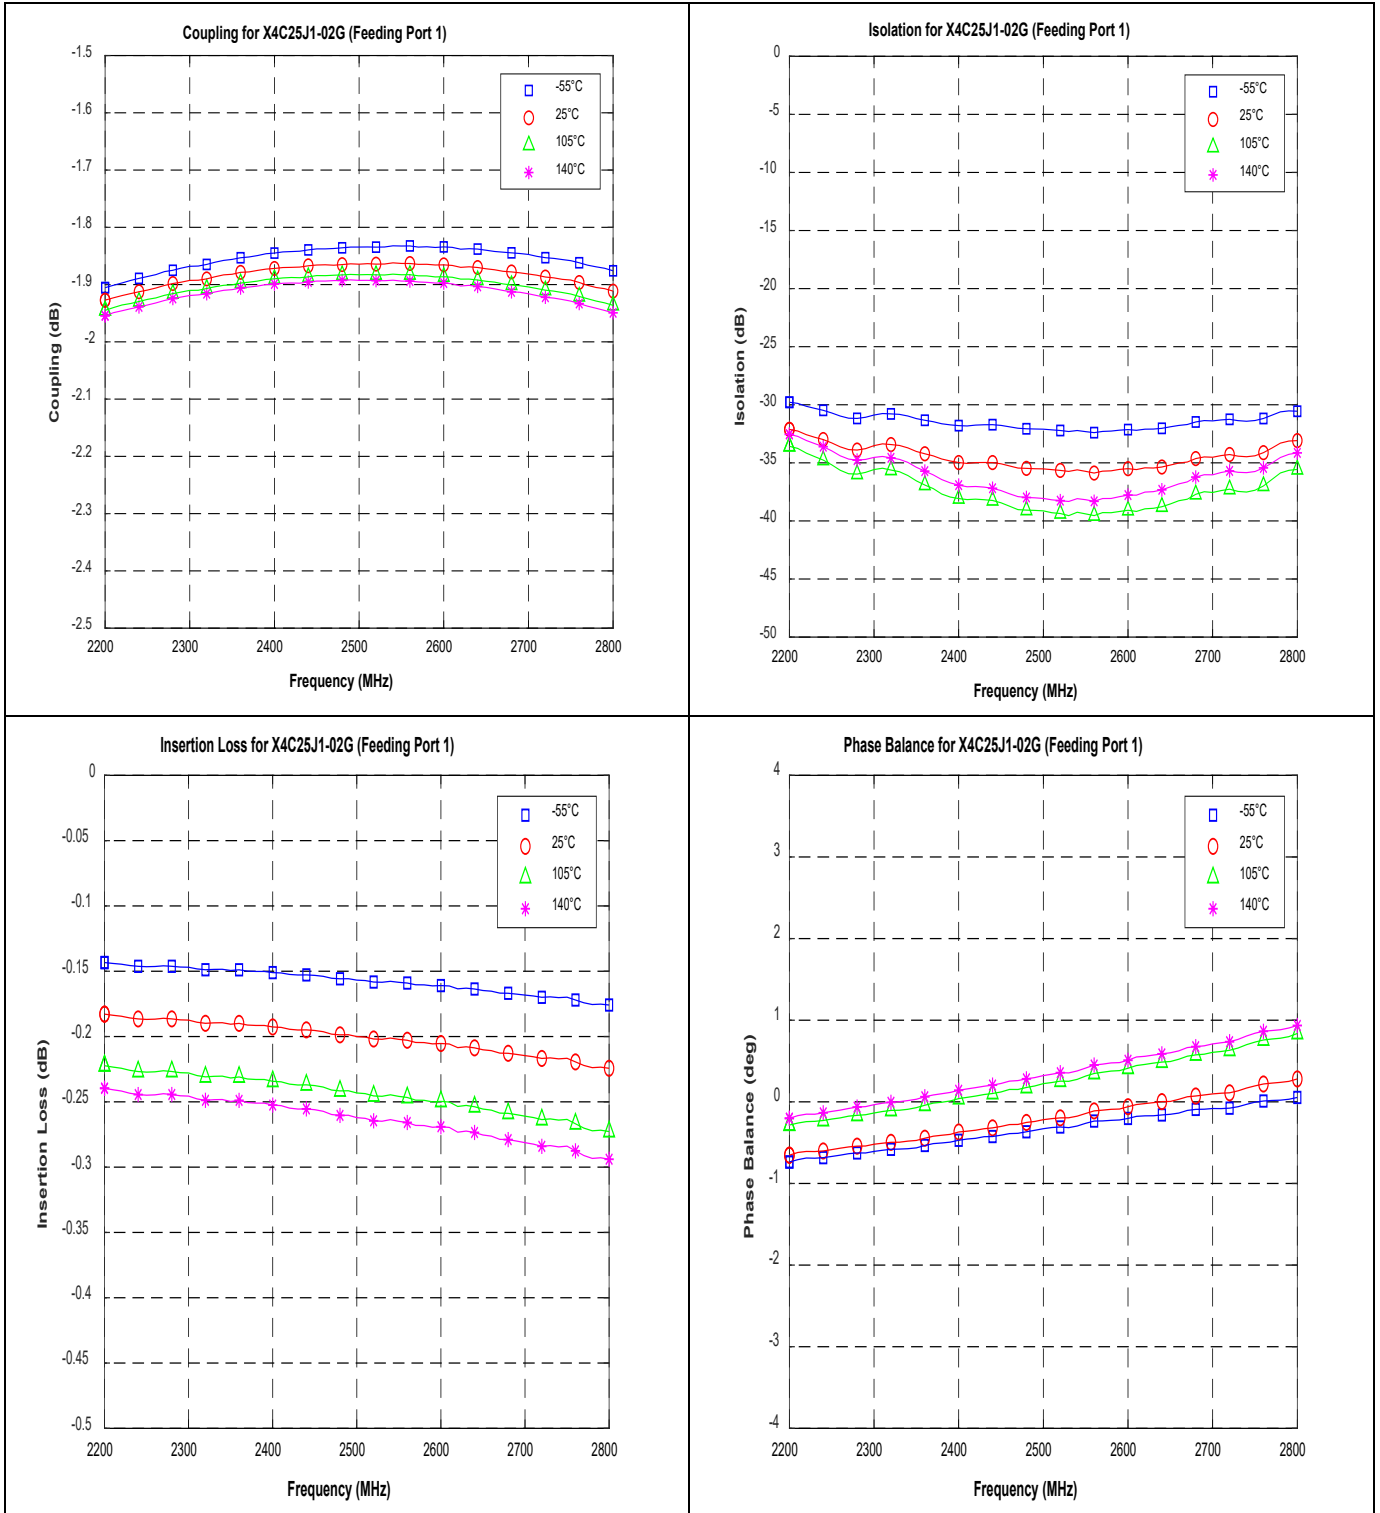 Coupling for X4C25J1-02G (Feeding Port 1)
-1.5
-1.6
-1.7
-1.8
-1.9
-2
-2.1
-2.2
-2.3
-2.4
-2.5
Coupling (dB)
-55°C
25°C
105°C
140°C
2200 2300 2400 2500 2600 2700 2800
Frequency (MHz)
Isolation for X4C25J1-02G (Feeding Port 1)
0
-5
-10
-15
-20
-25
-30
-35
-40
-45
-50
Isolation (dB)
-55°C
25°C
105°C
140°C
2200 2300 2400 2500 2600 2700 2800
Frequency (MHz)
Insertion Loss for X4C25J1-02G (Feeding Port 1)
0
-0.05
-0.1
-0.15
-0.2
-0.25
-0.3
-0.35
-0.4
-0.45
-0.5
Insertion Loss (dB)
-55°C
25°C
105°C
140°C
2200 2300 2400 2500 2600 2700 2800
Frequency (MHz)
Phase Balance for X4C25J1-02G (Feeding Port 1)
4
3
2
1
0
-1
-2
-3
-4
Phase Balance (deg)
-55°C
25°C
105°C
140°C
2200 2300 2400 2500 2600 2700 2800
Frequency (MHz)